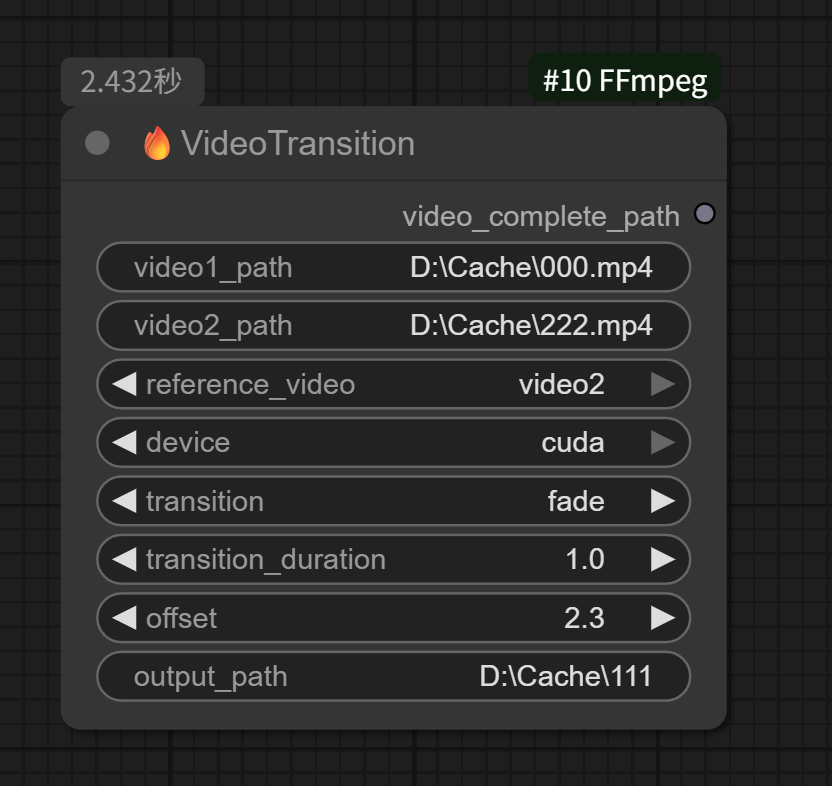 2.432秒
#10 FFmpeg
🔥 VideoTransition
video_complete_path
video1_path D:\Cache\000.mp4
video2_path D:\Cache\222.mp4
reference_video video2
device cuda
transition fade
transition_duration 1.0
offset 2.3
output_path D:\Cache\111